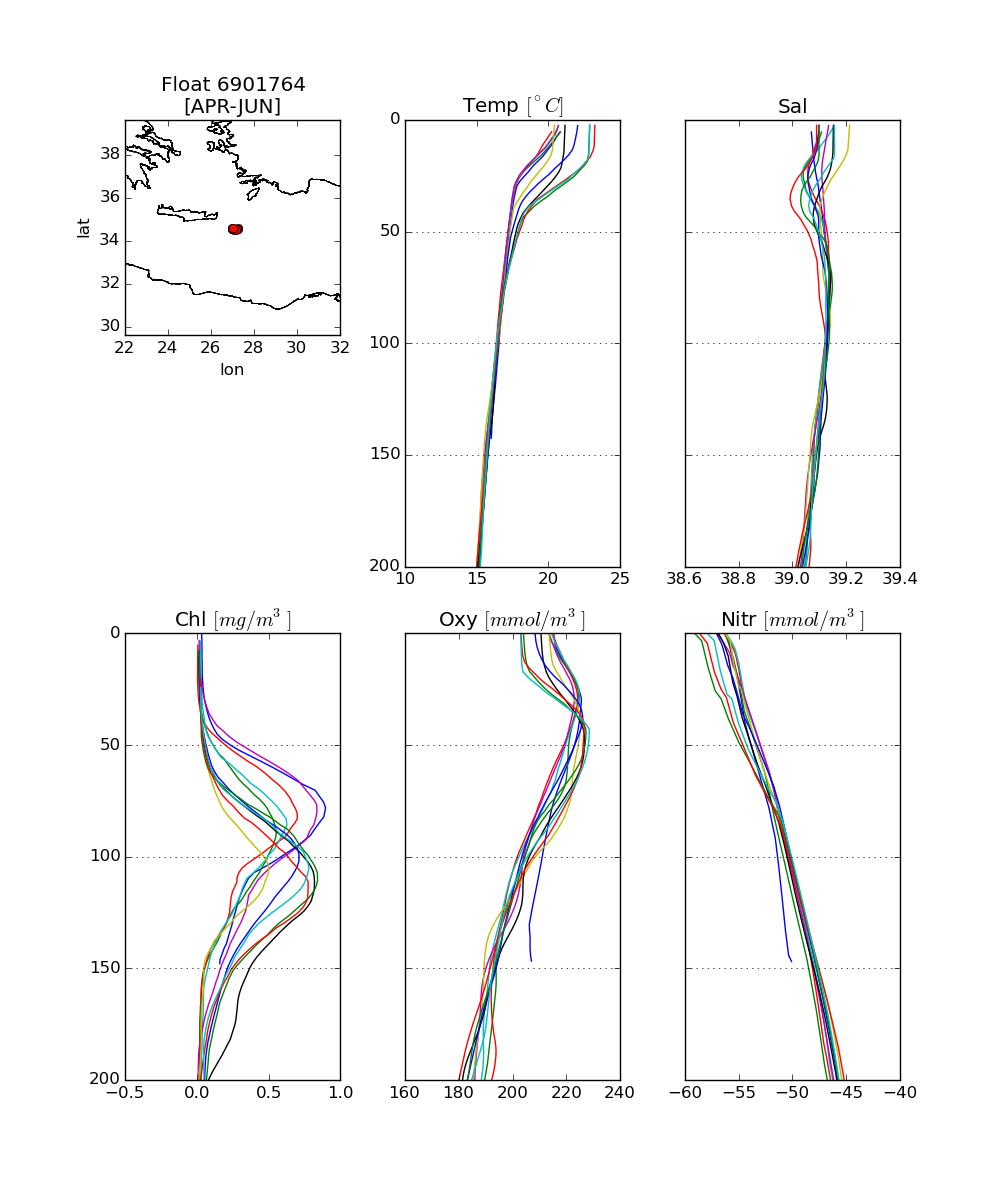 Float 6901764
[APR-JUN]
38
36
34
32
30
22 24 26 28 30 32
lat
lon
Temp [°C]
0
50
100
150
200
10 15 20 25
Sal
38.6 38.8 39.0 39.2 39.4
Chl [mg/m³ ]
0
50
100
150
200
−0.5 0.0 0.5 1.0
Oxy [mmol/m³ ]
160 180 200 220 240
Nitr [mmol/m³ ]
−60 −55 −50 −45 −40